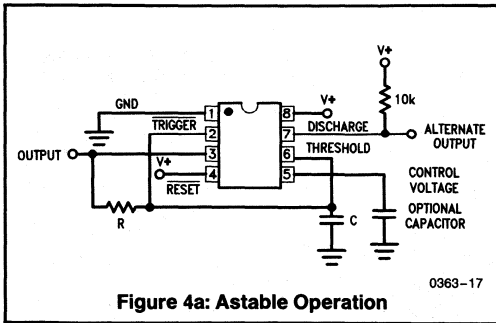 V+
10k
GND
1
8
V+
TRIGGER
2
7
DISCHARGE
ALTERNATE
OUTPUT
OUTPUT
3
6
THRESHOLD
V+
4
5
RESET
CONTROL
VOLTAGE
OPTIONAL
CAPACITOR
R
C
0363–17
Figure 4a: Astable Operation